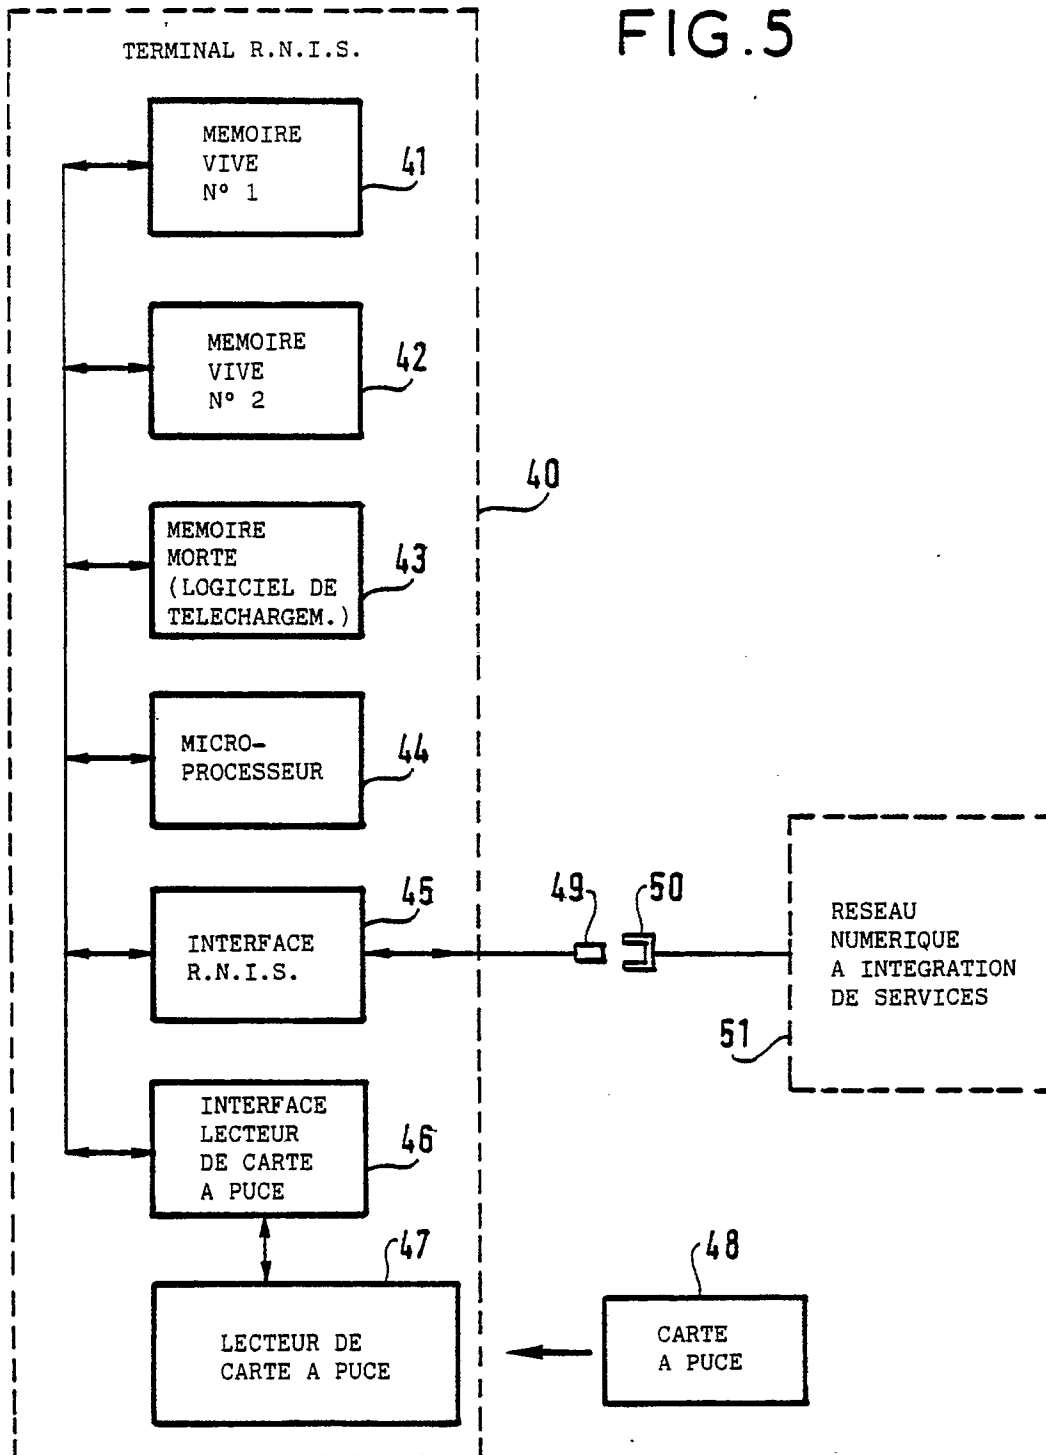 FIG.5
TERMINAL R.N.I.S.
MEMOIRE
VIVE
N° 1
41
MEMOIRE
VIVE
N° 2
42
40
MEMOIRE
MORTE
(LOGICIEL DE
TELECHARGEM.)
43
MICRO-
PROCESSEUR
44
INTERFACE
R.N.I.S.
45
49
50
RESEAU
NUMERIQUE
A INTEGRATION
DE SERVICES
51
INTERFACE
LECTEUR
DE CARTE
A PUCE
46
LECTEUR DE
CARTE A PUCE
47
CARTE
A PUCE
48